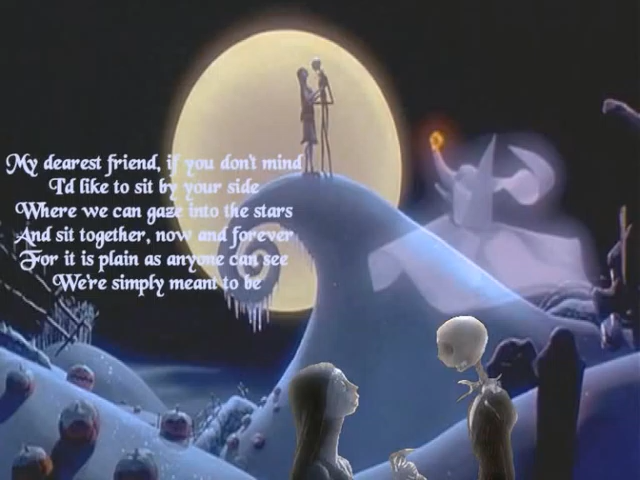 My dearest friend, if you don't mind
I'd like to sit by your side
Where we can gaze into the stars
And sit together, now and forever
For it is plain as anyone can see
We're simply meant to be